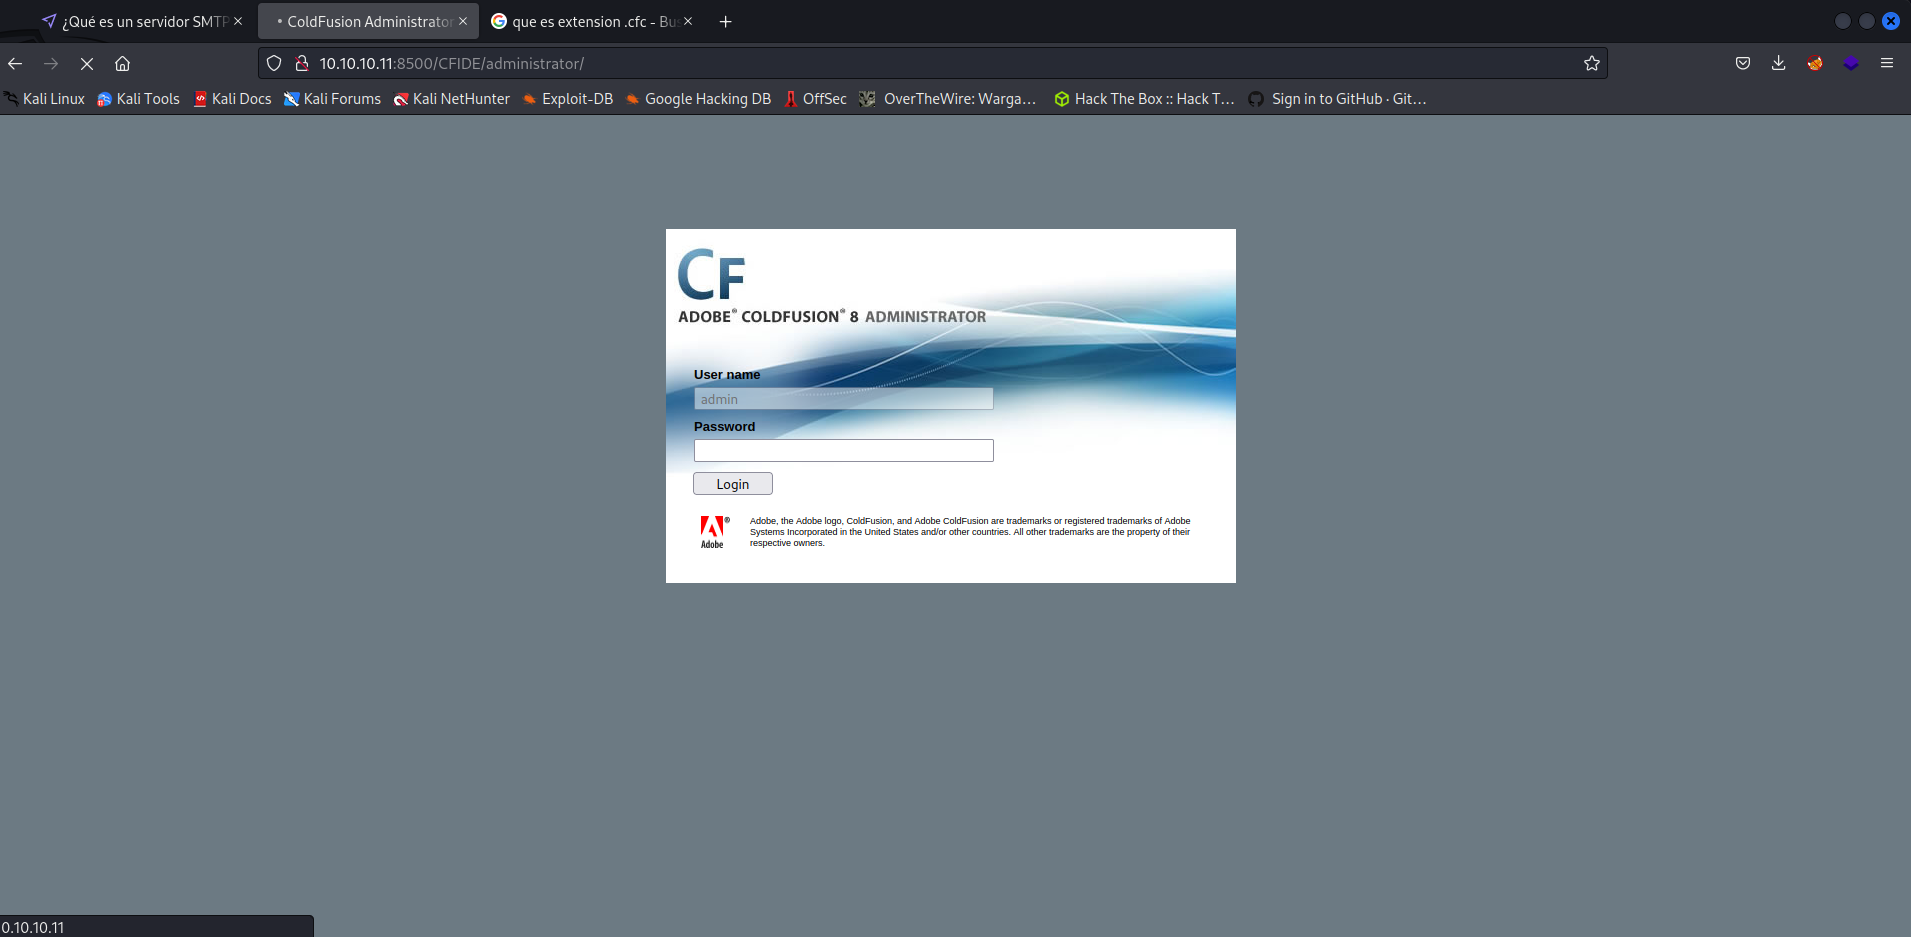 ¿Qué es un servidor SMTP
ColdFusion Administrator
que es extension .cfc - Bus
10.10.10.11:8500/CFIDE/administrator/
Kali Linux Kali Tools Kali Docs Kali Forums Kali NetHunter Exploit-DB Google Hacking DB OffSec OverTheWire: Warga… Hack The Box :: Hack T… Sign in to GitHub · Git…
CF
ADOBE® COLDFUSION® 8 ADMINISTRATOR
User name
admin
Password
Login
Adobe
Adobe, the Adobe logo, ColdFusion, and Adobe ColdFusion are trademarks or registered trademarks of Adobe
Systems Incorporated in the United States and/or other countries. All other trademarks are the property of their
respective owners.
0.10.10.11